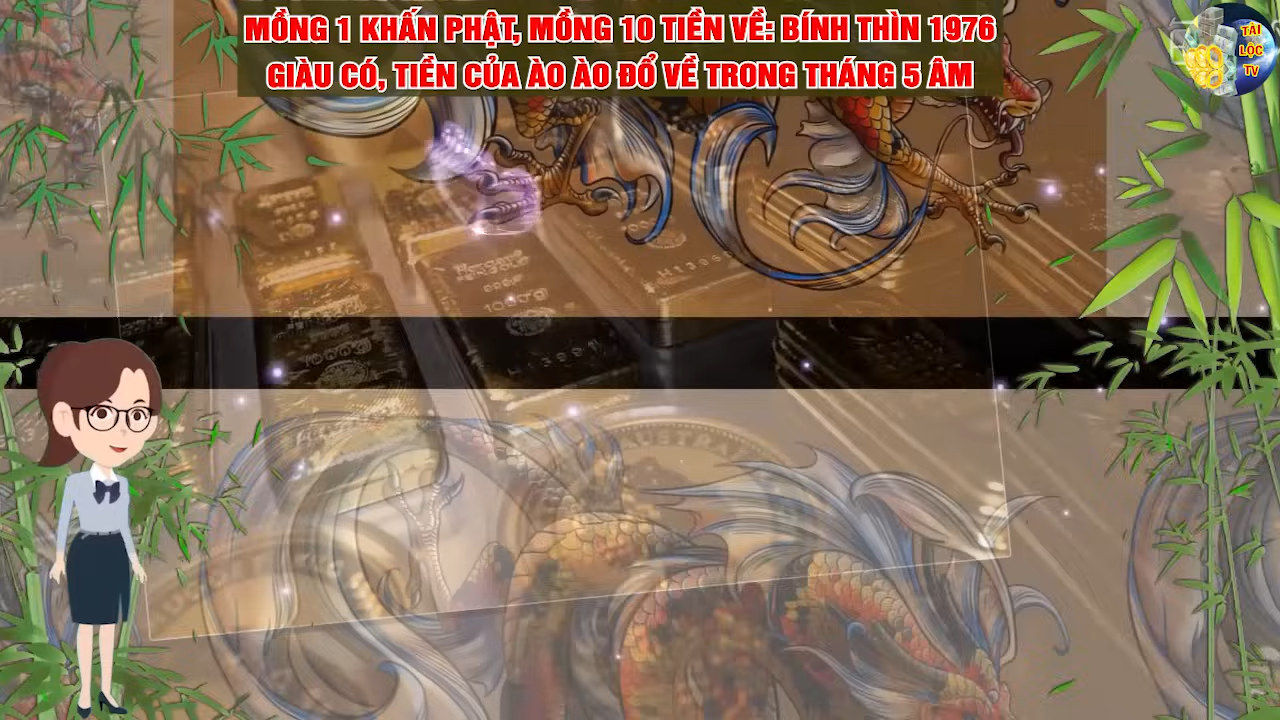 MỒNG 1 KHẤN PHẬT, MỒNG 10 TIỀN VỀ: BÍNH THÌN 1976
GIÀU CÓ, TIỀN CỦA ÀO ÀO ĐỔ VỀ TRONG THÁNG 5 ÂM
TÀI
LỘC
TV